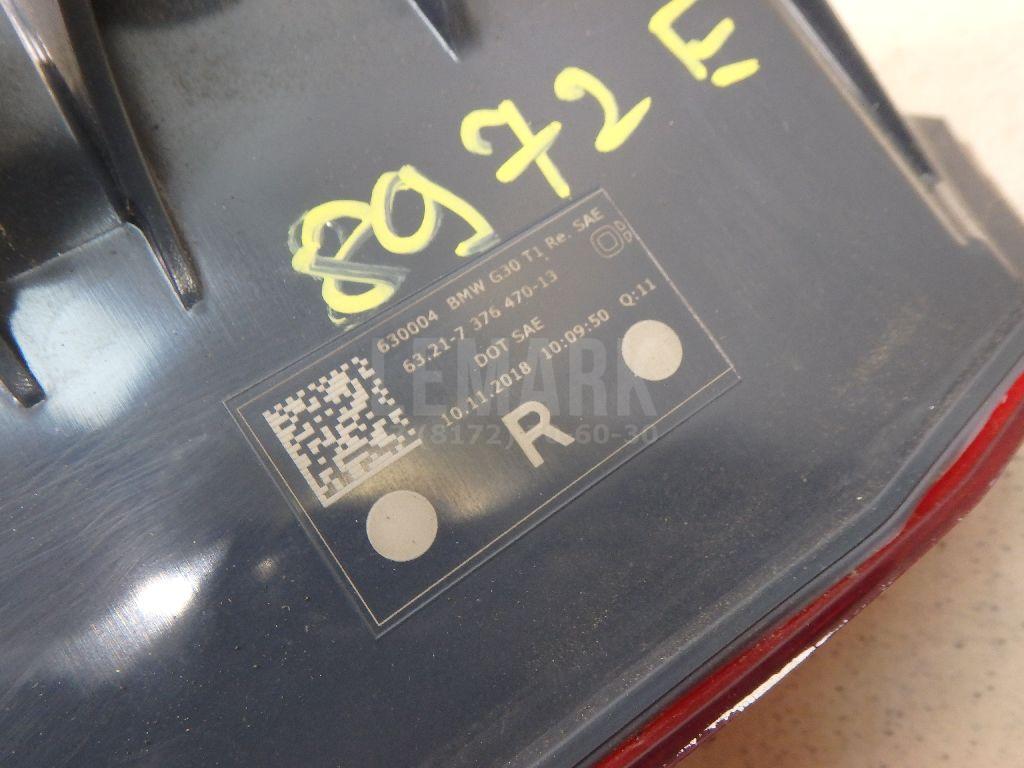 8972 E
630004 BMW G30 T1 Re. SAE
63.21-7 376 470-13
DOT SAE
10.11.2018 10:09:50 Q:11
R
LEMARK
(8172) 60-30